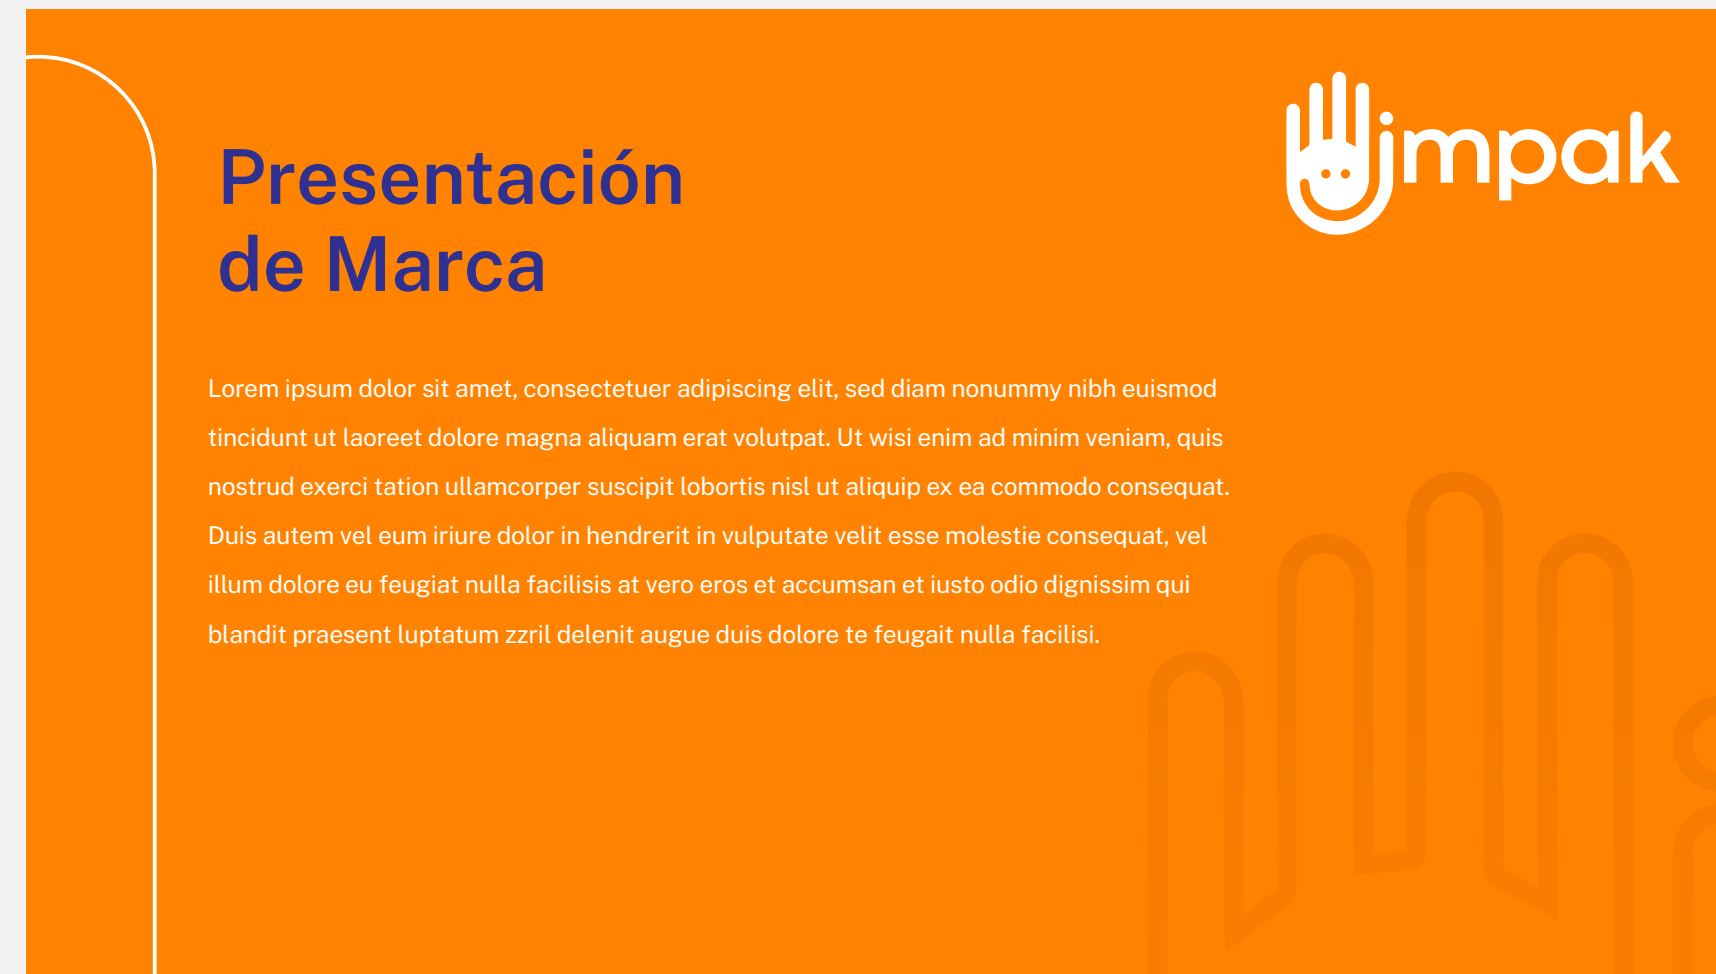 Presentación
de Marca
impak
Lorem ipsum dolor sit amet, consectetuer adipiscing elit, sed diam nonummy nibh euismod
tincidunt ut laoreet dolore magna aliquam erat volutpat. Ut wisi enim ad minim veniam, quis
nostrud exerci tation ullamcorper suscipit lobortis nisl ut aliquip ex ea commodo consequat.
Duis autem vel eum iriure dolor in hendrerit in vulputate velit esse molestie consequat, vel
illum dolore eu feugiat nulla facilisis at vero eros et accumsan et iusto odio dignissim qui
blandit praesent luptatum zzril delenit augue duis dolore te feugait nulla facilisi.